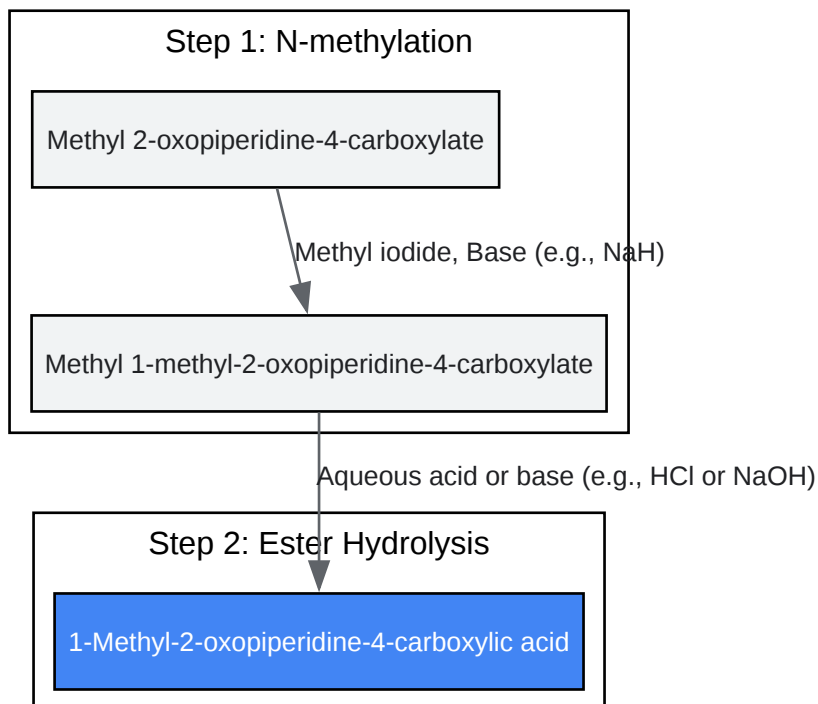 Step 1: N-methylation
Methyl 2-oxopiperidine-4-carboxylate
Methyl iodide, Base (e.g., NaH)
Methyl 1-methyl-2-oxopiperidine-4-carboxylate
Aqueous acid or base (e.g., HCl or NaOH)
Step 2: Ester Hydrolysis
1-Methyl-2-oxopiperidine-4-carboxylic acid